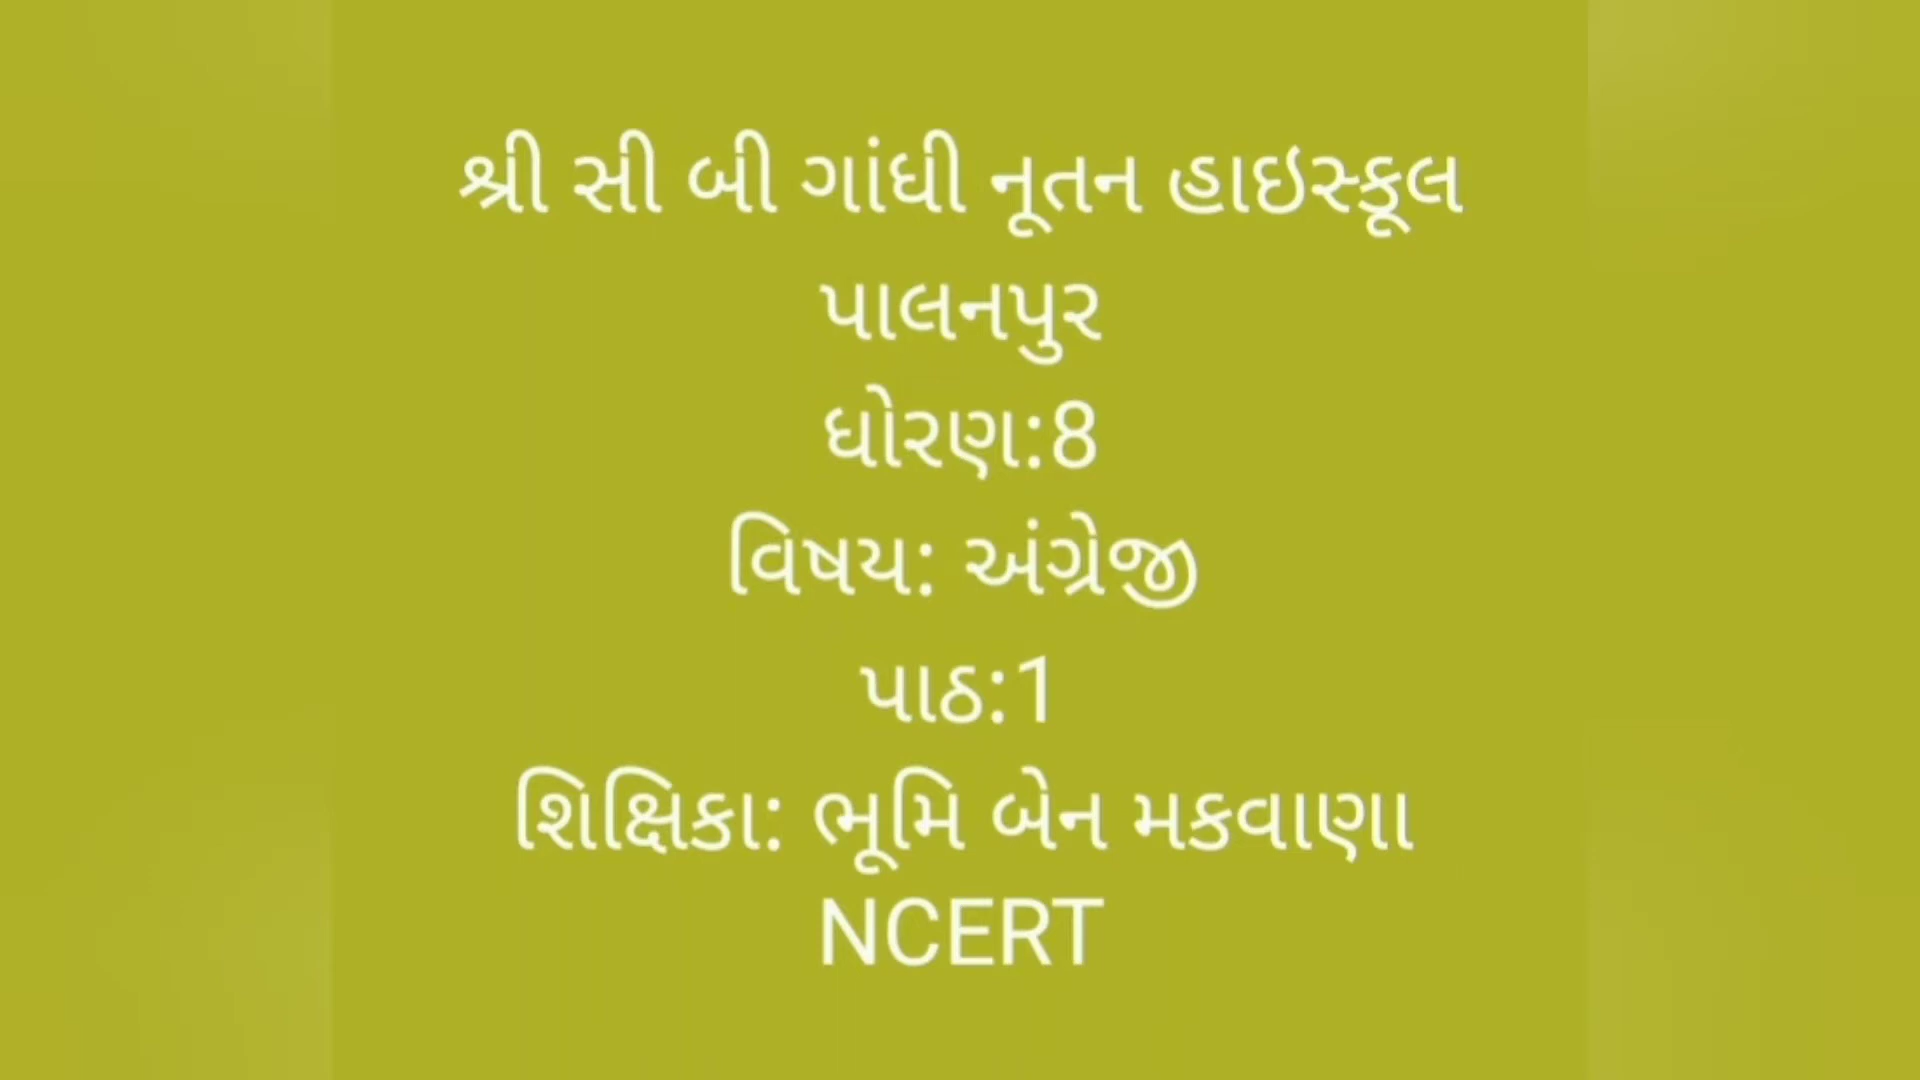 શ્રી સી બી ગાંધી નૂતન હાઇસ્કૂલ
પાલનપુર
ધોરણ:8
વિષય: અંગ્રેજી
પાઠ:1
શિક્ષિકા: ભૂમિ બેન મકવાણા
NCERT